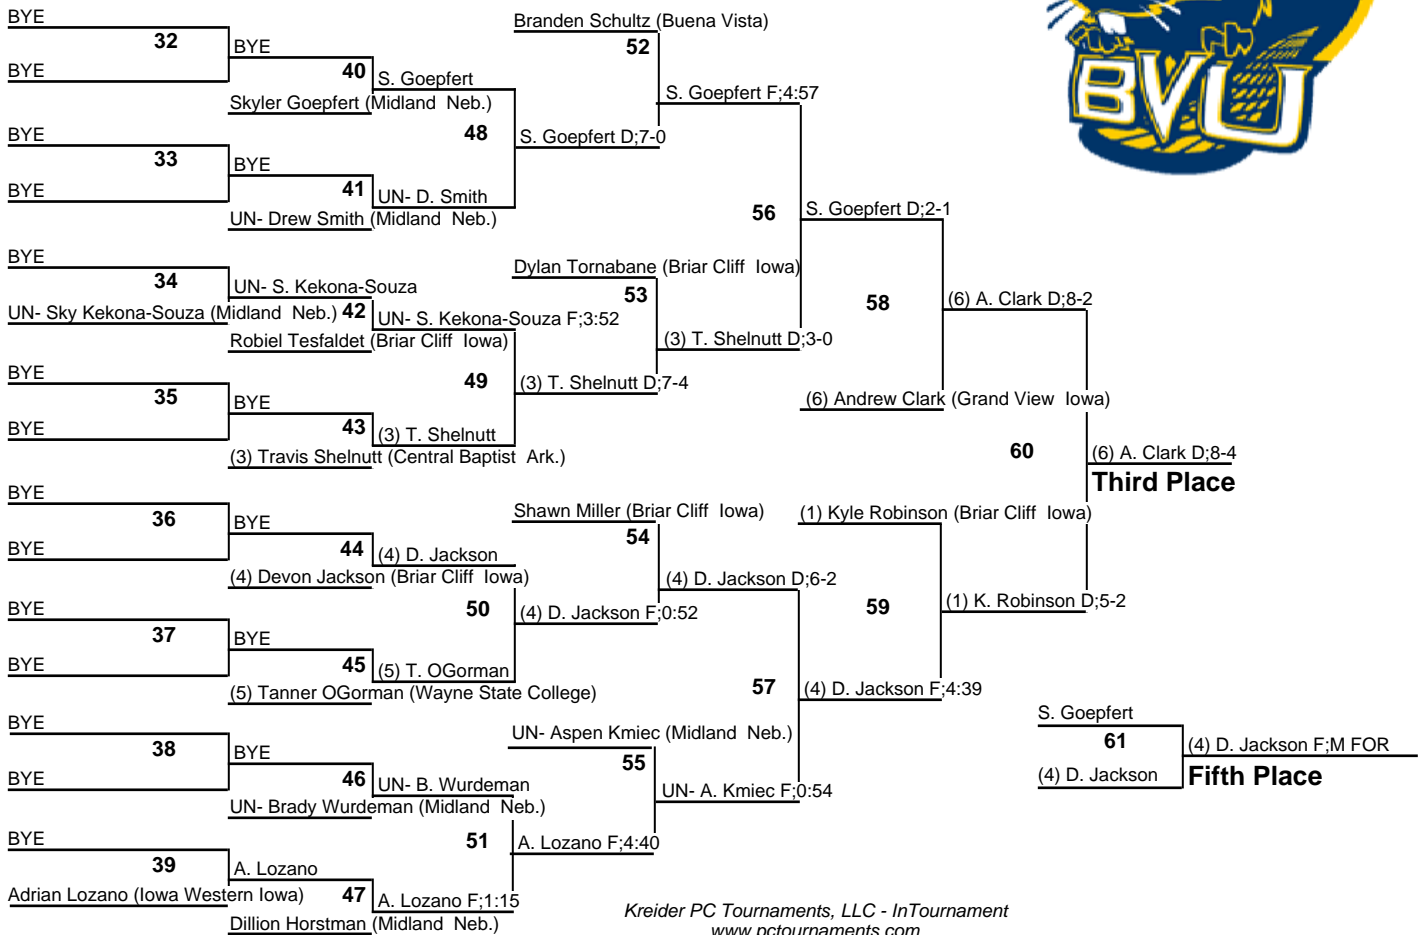 BYE
32
BYE
BYE
40
S. Goepfert
Skyler Goepfert (Midland Neb.)
Branden Schultz (Buena Vista)
52
S. Goepfert F;4:57
48
S. Goepfert D;7-0
BYE
33
BYE
BYE
41
UN- D. Smith
UN- Drew Smith (Midland Neb.)
56
S. Goepfert D;2-1
BYE
34
UN- S. Kekona-Souza
UN- Sky Kekona-Souza (Midland Neb.)
42
UN- S. Kekona-Souza F;3:52
Robiel Tesfaldet (Briar Cliff Iowa)
Dylan Tornabane (Briar Cliff Iowa)
53
(3) T. Shelnutt D;3-0
58
(6) A. Clark D;8-2
BYE
35
BYE
BYE
43
(3) T. Shelnutt
(3) Travis Shelnutt (Central Baptist Ark.)
49
(3) T. Shelnutt D;7-4
(6) Andrew Clark (Grand View Iowa)
60
(6) A. Clark D;8-4
Third Place
BYE
36
BYE
BYE
44
(4) D. Jackson
(4) Devon Jackson (Briar Cliff Iowa)
Shawn Miller (Briar Cliff Iowa)
54
(4) D. Jackson D;6-2
(1) Kyle Robinson (Briar Cliff Iowa)
59
(1) K. Robinson D;5-2
BYE
37
BYE
BYE
45
(5) T. OGorman
(5) Tanner OGorman (Wayne State College)
50
(4) D. Jackson F;0:52
57
(4) D. Jackson F;4:39
BYE
38
BYE
BYE
46
UN- B. Wurdeman
UN- Brady Wurdeman (Midland Neb.)
UN- Aspen Kmiec (Midland Neb.)
55
UN- A. Kmiec F;0:54
BYE
39
A. Lozano
Adrian Lozano (Iowa Western Iowa)
47
A. Lozano F;1:15
Dillion Horstman (Midland Neb.)
51
A. Lozano F;4:40
S. Goepfert
61
(4) D. Jackson
(4) D. Jackson F;M FOR
Fifth Place
BVU
Kreider PC Tournaments, LLC - InTournament
www.pctournaments.com